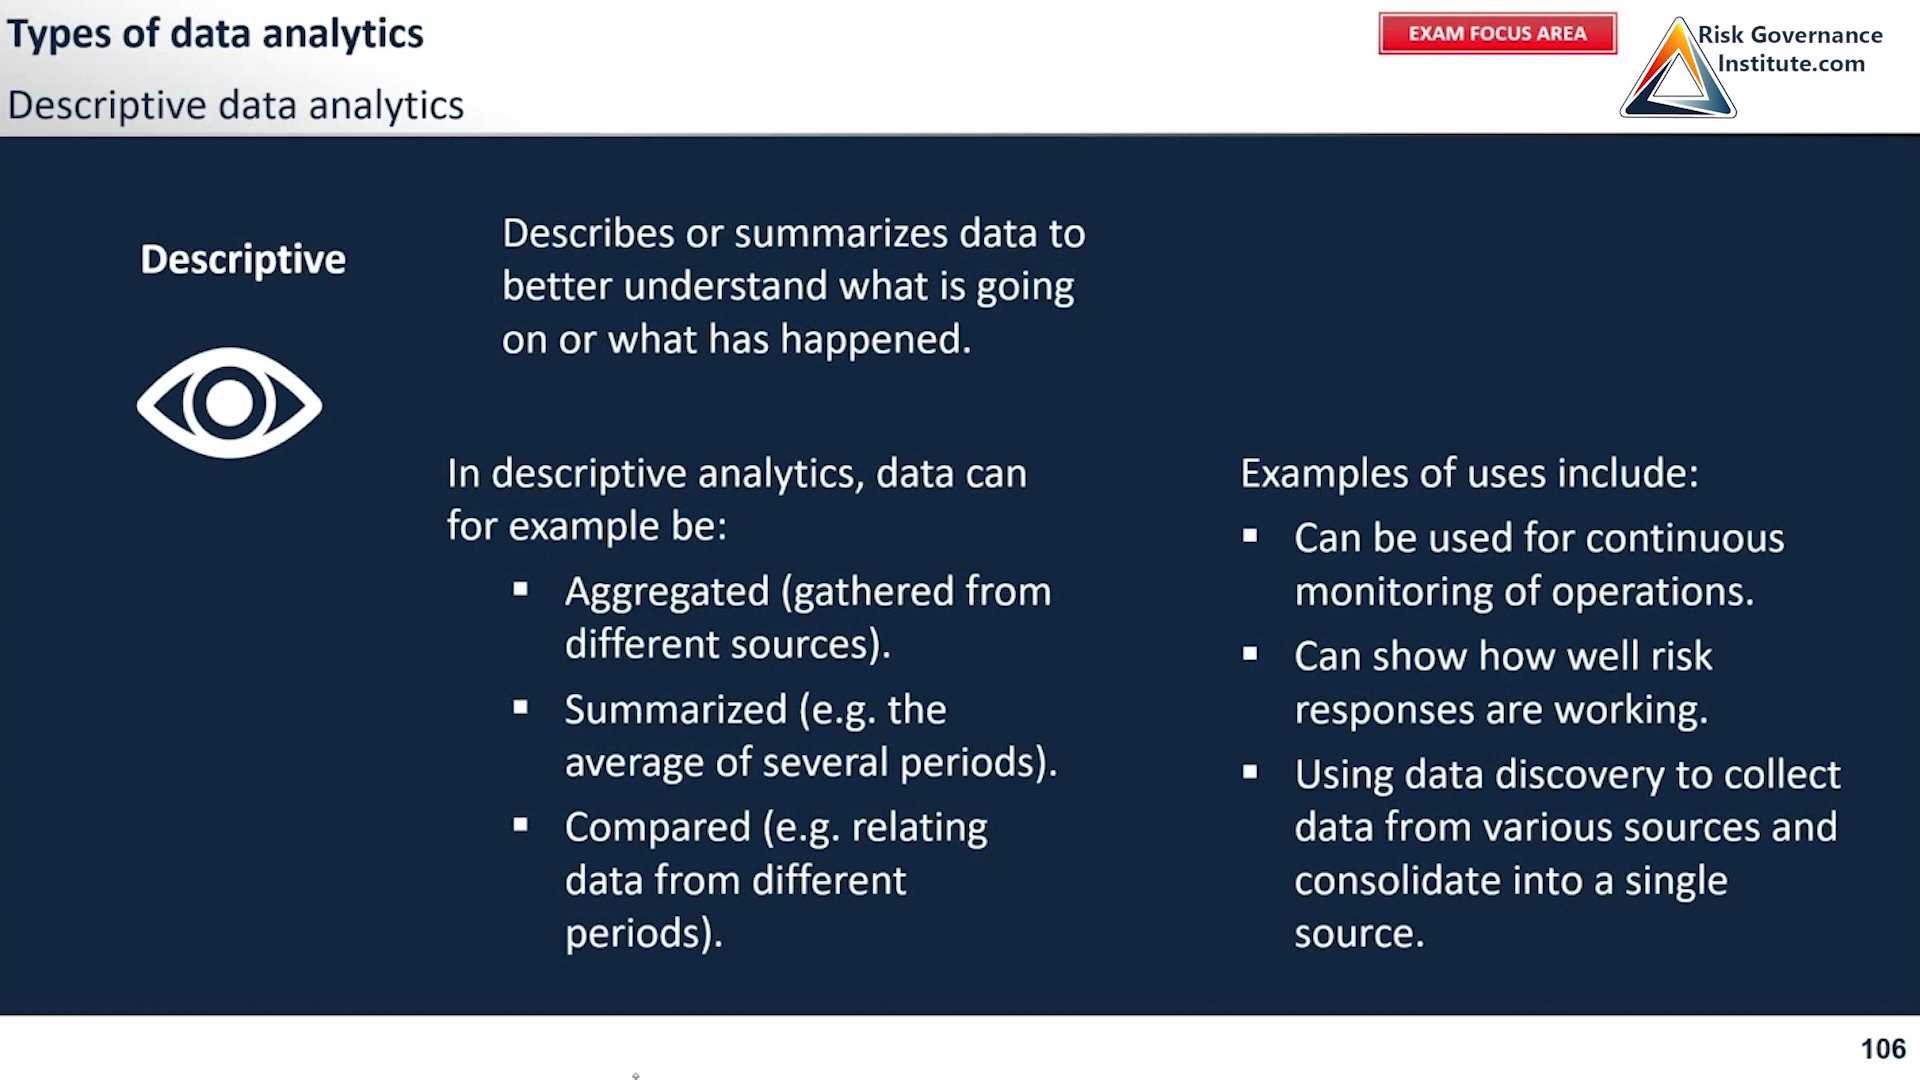 Types of data analytics
EXAM FOCUS AREA
Risk Governance
Institute.com
Descriptive data analytics
Descriptive
Describes or summarizes data to
better understand what is going
on or what has happened.
In descriptive analytics, data can
for example be:
▪ Aggregated (gathered from
different sources).
▪ Summarized (e.g. the
average of several periods).
▪ Compared (e.g. relating
data from different
periods).
Examples of uses include:
▪ Can be used for continuous
monitoring of operations.
▪ Can show how well risk
responses are working.
▪ Using data discovery to collect
data from various sources and
consolidate into a single
source.
106